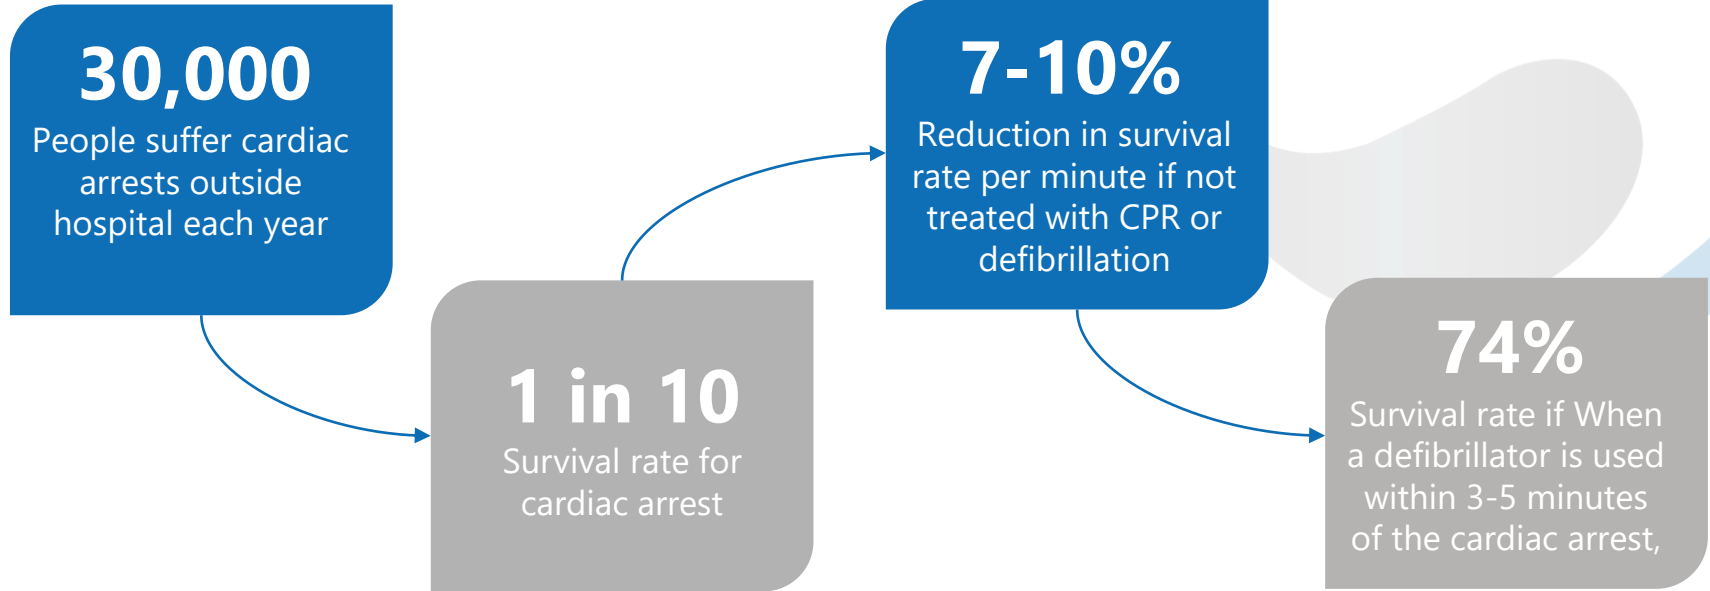 30,000
People suffer cardiac
arrests outside
hospital each year
1 in 10
Survival rate for
cardiac arrest
7-10%
Reduction in survival
rate per minute if not
treated with CPR or
defibrillation
74%
Survival rate if When
a defibrillator is used
within 3-5 minutes
of the cardiac arrest,